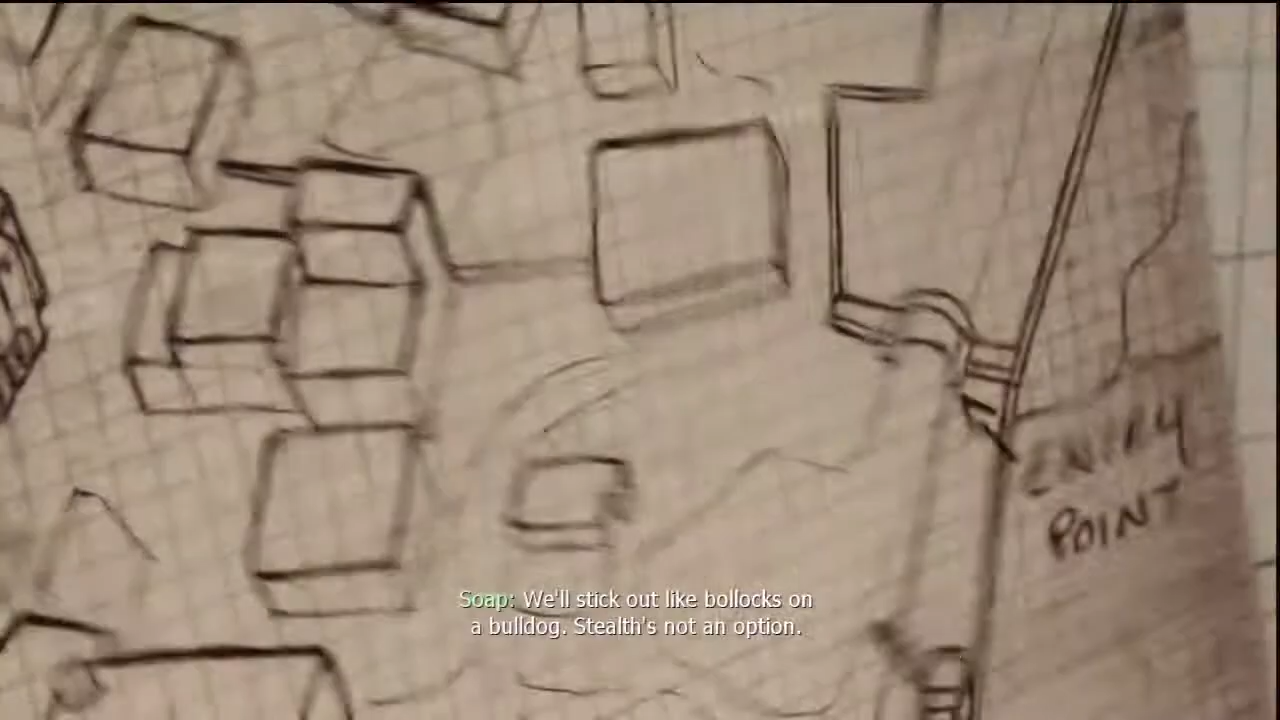 ENTRY
POINT
Soap: We'll stick out like bollocks on
a bulldog. Stealth's not an option.